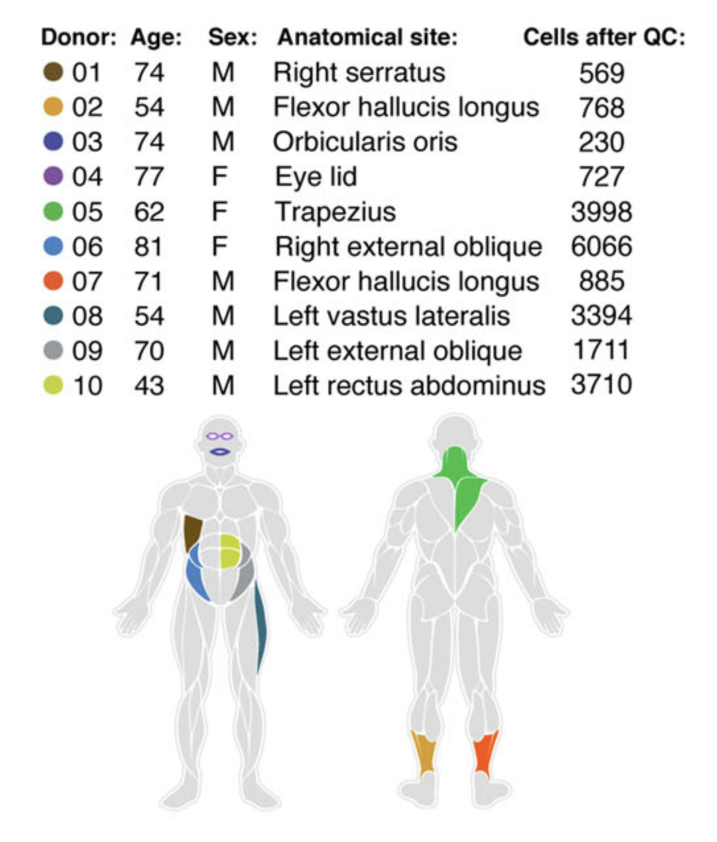 Donor: Age: Sex: Anatomical site: Cells after QC:
01 74 M Right serratus 569
02 54 M Flexor hallucis longus 768
03 74 M Orbicularis oris 230
04 77 F Eye lid 727
05 62 F Trapezius 3998
06 81 F Right external oblique 6066
07 71 M Flexor hallucis longus 885
08 54 M Left vastus lateralis 3394
09 70 M Left external oblique 1711
10 43 M Left rectus abdominus 3710